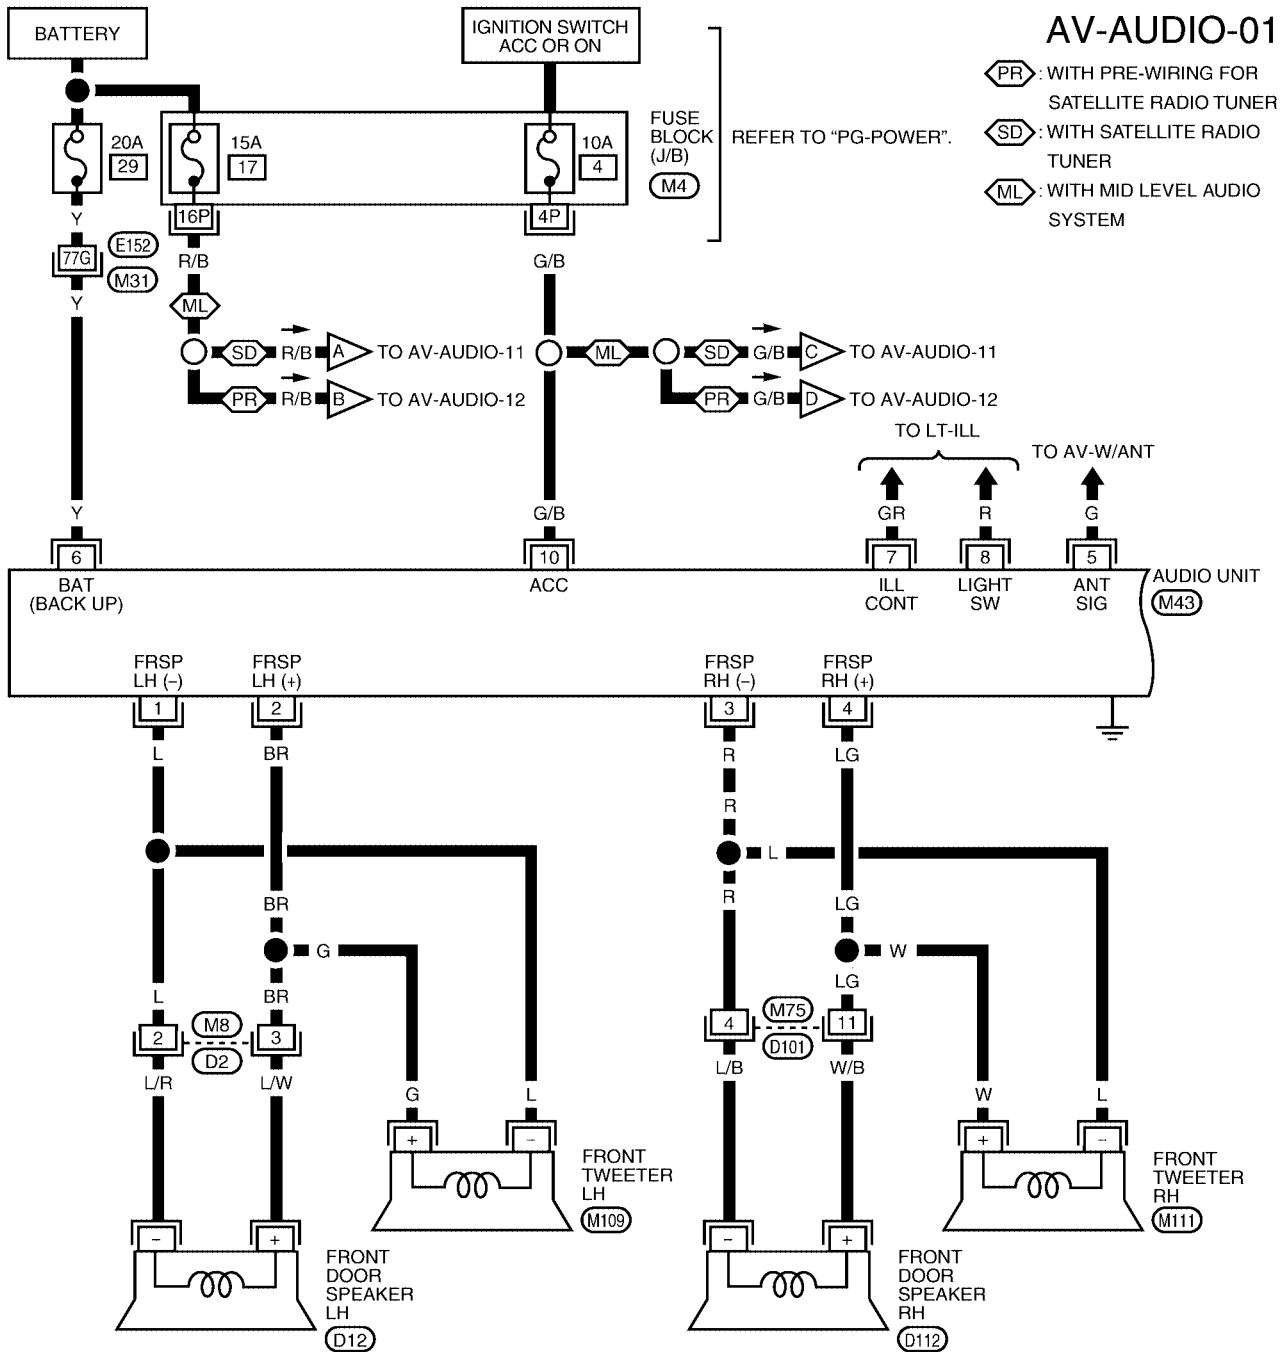 BATTERY
IGNITION SWITCH
ACC OR ON
AV-AUDIO-01
PR : WITH PRE-WIRING FOR
SATELLITE RADIO TUNER
SD : WITH SATELLITE RADIO
TUNER
ML : WITH MID LEVEL AUDIO
SYSTEM
20A
29
15A
17
10A
4
FUSE
BLOCK
(J/B)
M4
REFER TO “PG-POWER”.
16P
4P
Y
77G
E152
M31
Y
R/B
G/B
ML
SD R/B A TO AV-AUDIO-11
ML SD G/B C TO AV-AUDIO-11
PR R/B B TO AV-AUDIO-12
PR G/B D TO AV-AUDIO-12
TO LT-ILL
TO AV-W/ANT
Y
G/B
GR
R
G
6
10
7
8
5
BAT
(BACK UP)
ACC
ILL
CONT
LIGHT
SW
ANT
SIG
AUDIO UNIT
M43
FRSP
LH (–)
FRSP
LH (+)
FRSP
RH (–)
FRSP
RH (+)
1
2
3
4
L
BR
R
LG
R
L
BR
R
LG
G
W
L
BR
LG
2
M8
D2
3
4
M75
D101
11
L/R
L/W
L/B
W/B
G
L
W
L
+
–
+
–
FRONT
TWEETER
LH
M109
FRONT
TWEETER
RH
M111
–
+
–
+
FRONT
DOOR
SPEAKER
LH
D12
FRONT
DOOR
SPEAKER
RH
D112